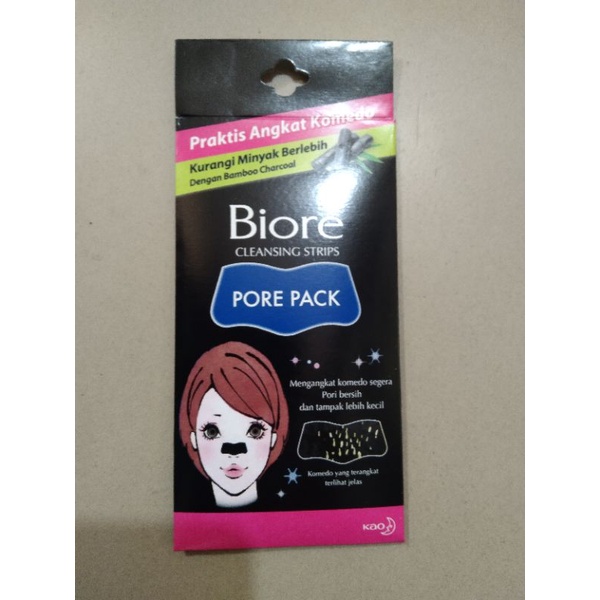 Praktis Angkat Komedo
Kurangi Minyak Berlebih
Dengan Bamboo Charcoal
Biore
CLEANSING STRIPS
PORE PACK
Mengangkat komedo segera
Pori bersih
dan tampak lebih kecil
Komedo yang terangkat
terlihat jelas
Kao